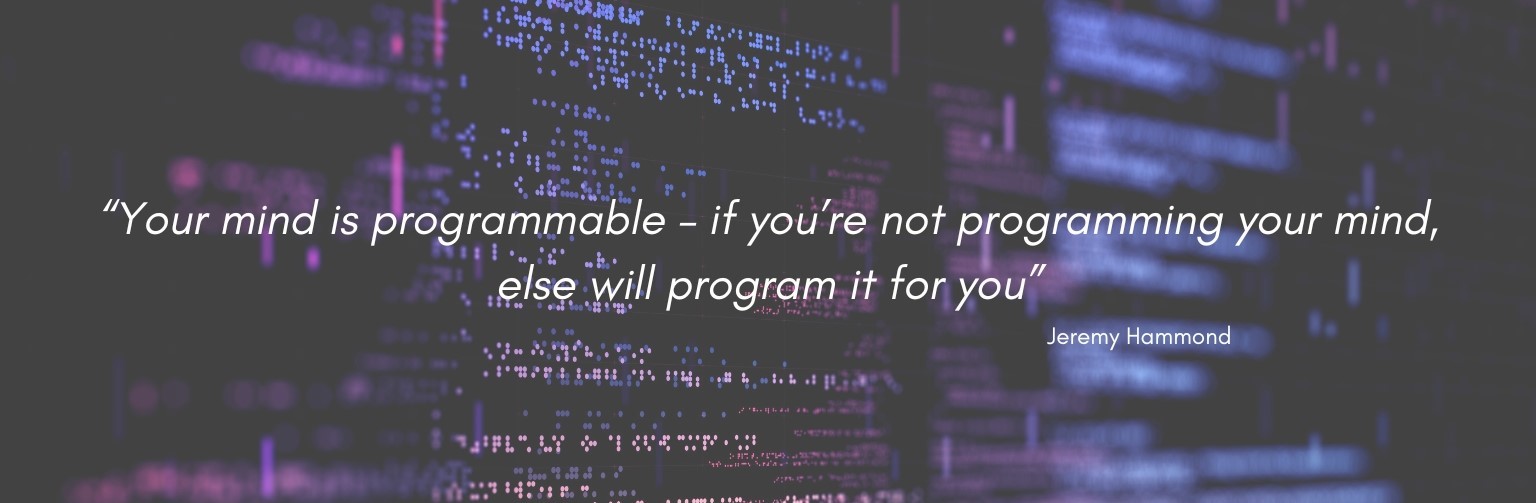 “Your mind is programmable – if you’re not programming your mind,
else will program it for you”
Jeremy Hammond